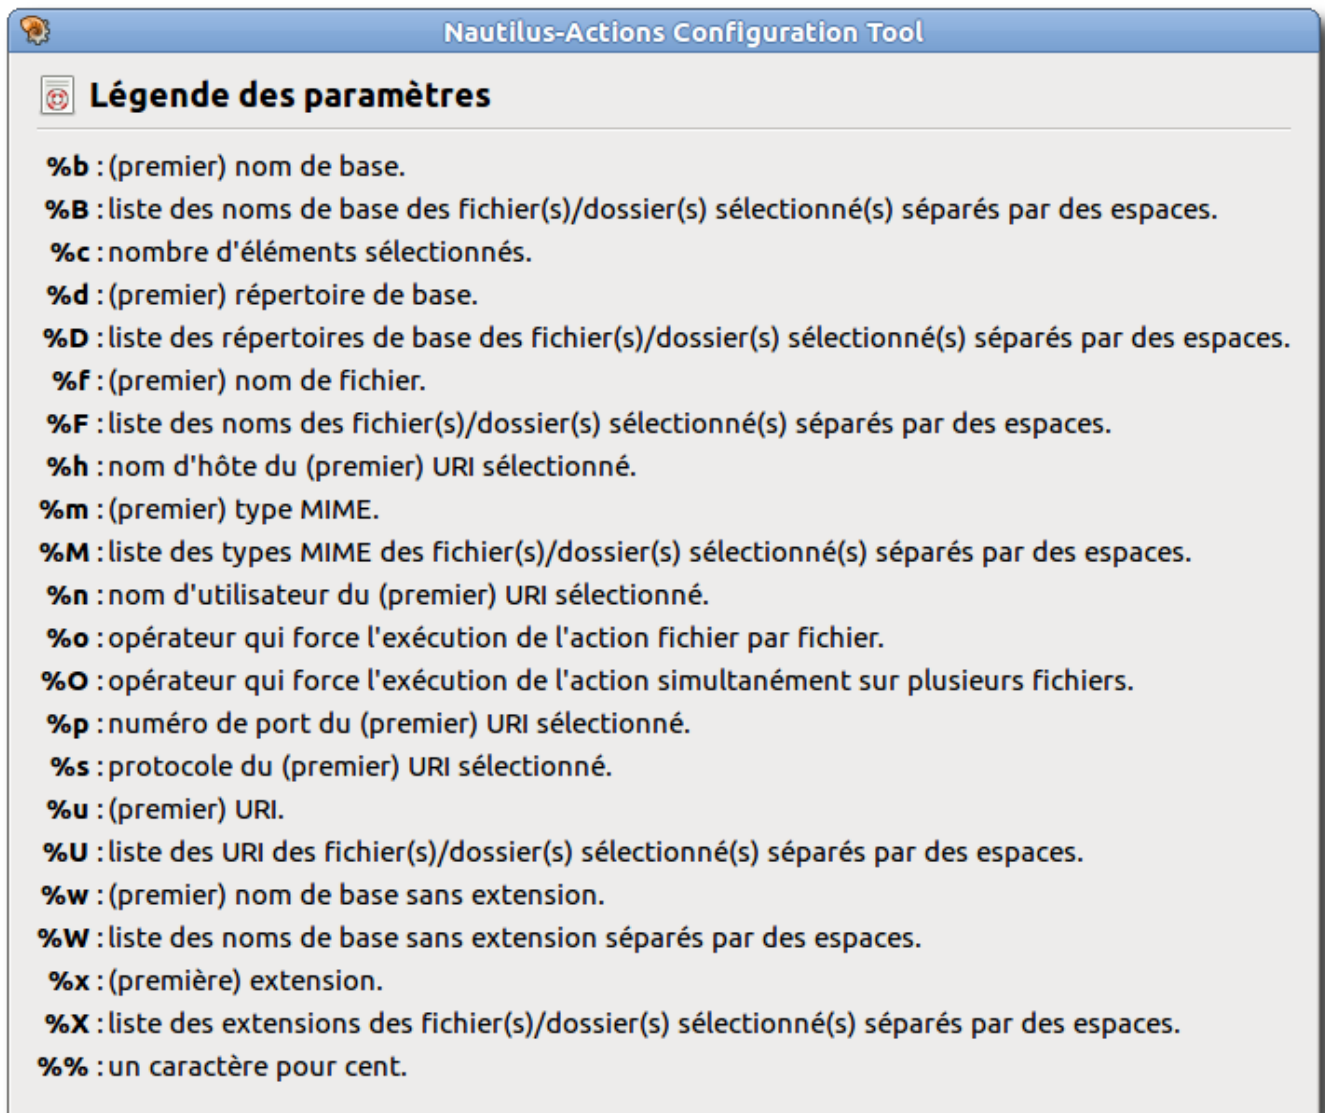 Nautilus-Actions Configuration Tool
Légende des paramètres
%b : (premier) nom de base.
%B : liste des noms de base des fichier(s)/dossier(s) sélectionné(s) séparés par des espaces.
%c : nombre d'éléments sélectionnés.
%d : (premier) répertoire de base.
%D : liste des répertoires de base des fichier(s)/dossier(s) sélectionné(s) séparés par des espaces.
%f : (premier) nom de fichier.
%F : liste des noms des fichier(s)/dossier(s) sélectionné(s) séparés par des espaces.
%h : nom d'hôte du (premier) URI sélectionné.
%m : (premier) type MIME.
%M : liste des types MIME des fichier(s)/dossier(s) sélectionné(s) séparés par des espaces.
%n : nom d'utilisateur du (premier) URI sélectionné.
%o : opérateur qui force l'exécution de l'action fichier par fichier.
%O : opérateur qui force l'exécution de l'action simultanément sur plusieurs fichiers.
%p : numéro de port du (premier) URI sélectionné.
%s : protocole du (premier) URI sélectionné.
%u : (premier) URI.
%U : liste des URI des fichier(s)/dossier(s) sélectionné(s) séparés par des espaces.
%w : (premier) nom de base sans extension.
%W : liste des noms de base sans extension séparés par des espaces.
%x : (première) extension.
%X : liste des extensions des fichier(s)/dossier(s) sélectionné(s) séparés par des espaces.
%% : un caractère pour cent.